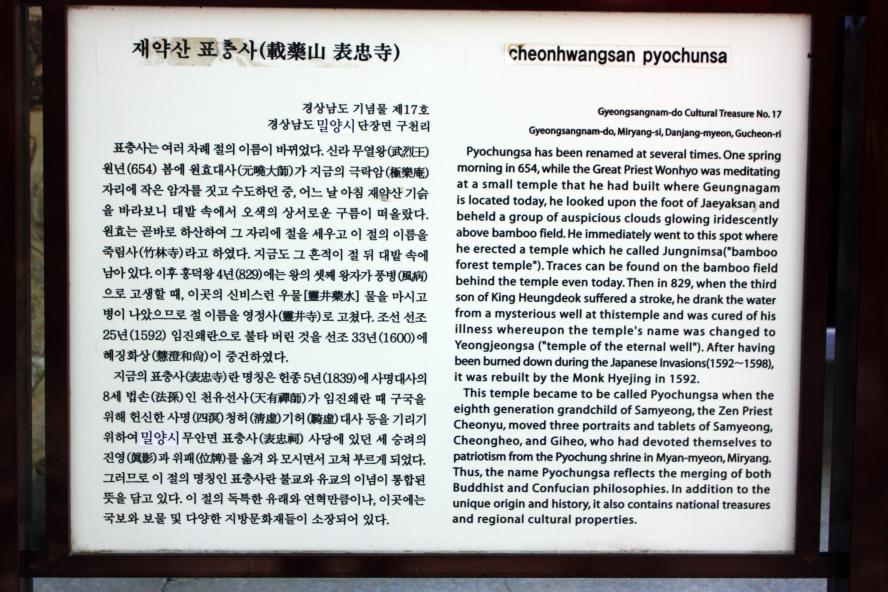 재약산 표충사(載藥山 表忠寺)
경상남도 기념물 제17호
경상남도 밀양시 단장면 구천리
표충사는 여러 차례 절의 이름이 바뀌었다. 신라 무열왕(武烈王)
원년(654) 봄에 원효대사(元曉大師)가 지금의 극락암(極樂庵)
자리에 작은 암자를 짓고 수도하던 중, 어느 날 아침 재약산 기슭
을 바라보니 대밭 속에서 오색의 상서로운 구름이 떠올랐다.
원효는 곧바로 하산하여 그 자리에 절을 세우고 이 절의 이름을
죽림사(竹林寺)라고 하였다. 지금도 그 흔적이 절 뒤 대밭 속에
남아 있다. 이후 흥덕왕 4년(829)에는 왕의 셋째 왕자가 풍병(風病)
으로 고생할 때, 이곳의 신비스런 우물[靈井藥水] 물을 마시고
병이 나았으므로 절 이름을 영정사(靈井寺)로 고쳤다. 조선 선조
25년(1592) 임진왜란으로 불타 버린 것을 선조 33년(1600)에
혜징화상(慧澄和尙)이 중건하였다.
지금의 표충사(表忠寺)란 명칭은 헌종 5년(1839)에 사명대사의
8세 법손(法孫)인 천유선사(天有禪師)가 임진왜란 때 구국을
위해 헌신한 사명(四溟) 청허(淸虛) 기허(騎虛) 대사 등을 기리기
위하여 밀양시 무안면 표충사(表忠祠) 사당에 있던 세 승려의
진영(眞影)과 위패(位牌)를 옮겨 와 모시면서 고쳐 부르게 되었다.
그러므로 이 절의 명칭인 표충사란 불교와 유교의 이념이 통합된
뜻을 담고 있다. 이 절의 독특한 유래와 연혁만큼이나, 이곳에는
국보와 보물 및 다양한 지방문화재들이 소장되어 있다.
cheonhwangsan pyochunsa
Gyeongsangnam-do Cultural Treasure No. 17
Gyeongsangnam-do, Miryang-si, Danjang-myeon, Gucheon-ri
Pyochungsa has been renamed at several times. One spring
morning in 654, while the Great Priest Wonhyo was meditating
at a small temple that he had built where Geungnagam
is located today, he looked upon the foot of Jaeyaksan and
beheld a group of auspicious clouds glowing iridescently
above bamboo field. He immediately went to this spot where
he erected a temple which he called Jungnimsa("bamboo
forest temple"). Traces can be found on the bamboo field
behind the temple even today. Then in 829, when the third
son of King Heungdeok suffered a stroke, he drank the water
from a mysterious well at thistemple and was cured of his
illness whereupon the temple's name was changed to
Yeongjeongsa ("temple of the eternal well"). After having
been burned down during the Japanese Invasions(1592~1598),
it was rebuilt by the Monk Hyejing in 1592.
This temple became to be called Pyochungsa when the
eighth generation grandchild of Samyeong, the Zen Priest
Cheonyu, moved three portraits and tablets of Samyeong,
Cheongheo, and Giheo, who had devoted themselves to
patriotism from the Pyochung shrine in Myan-myeon, Miryang.
Thus, the name Pyochungsa reflects the merging of both
Buddhist and Confucian philosophies. In addition to the
unique origin and history, it also contains national treasures
and regional cultural properties.